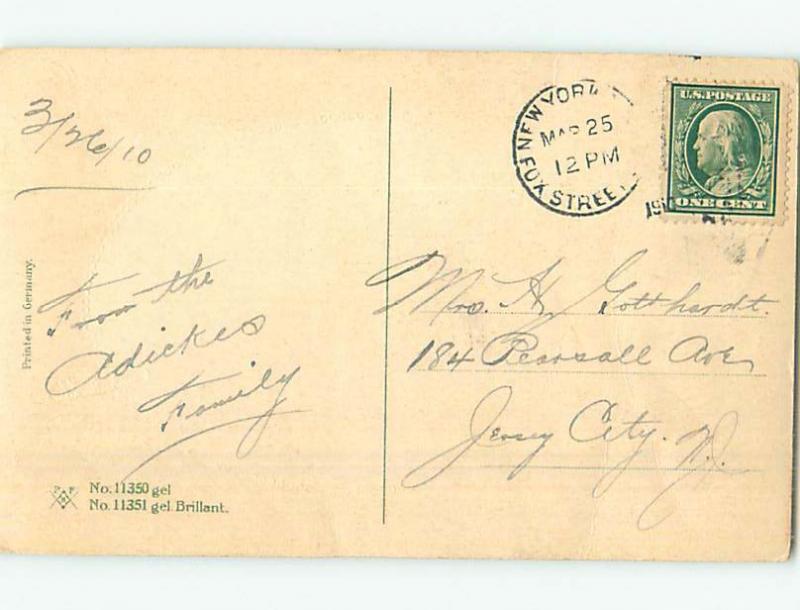 3/26/10
NEW YORK
MAR 25
12 PM
FOX STREET
191
U.S. POSTAGE
ONE CENT
Printed in Germany.
From the
Adickes
Family
Mrs. H. Gotthardt.
184 Pearsall Ave
Jersey City. N.J.
No. 11350 gel
No. 11351 gel. Brillant.